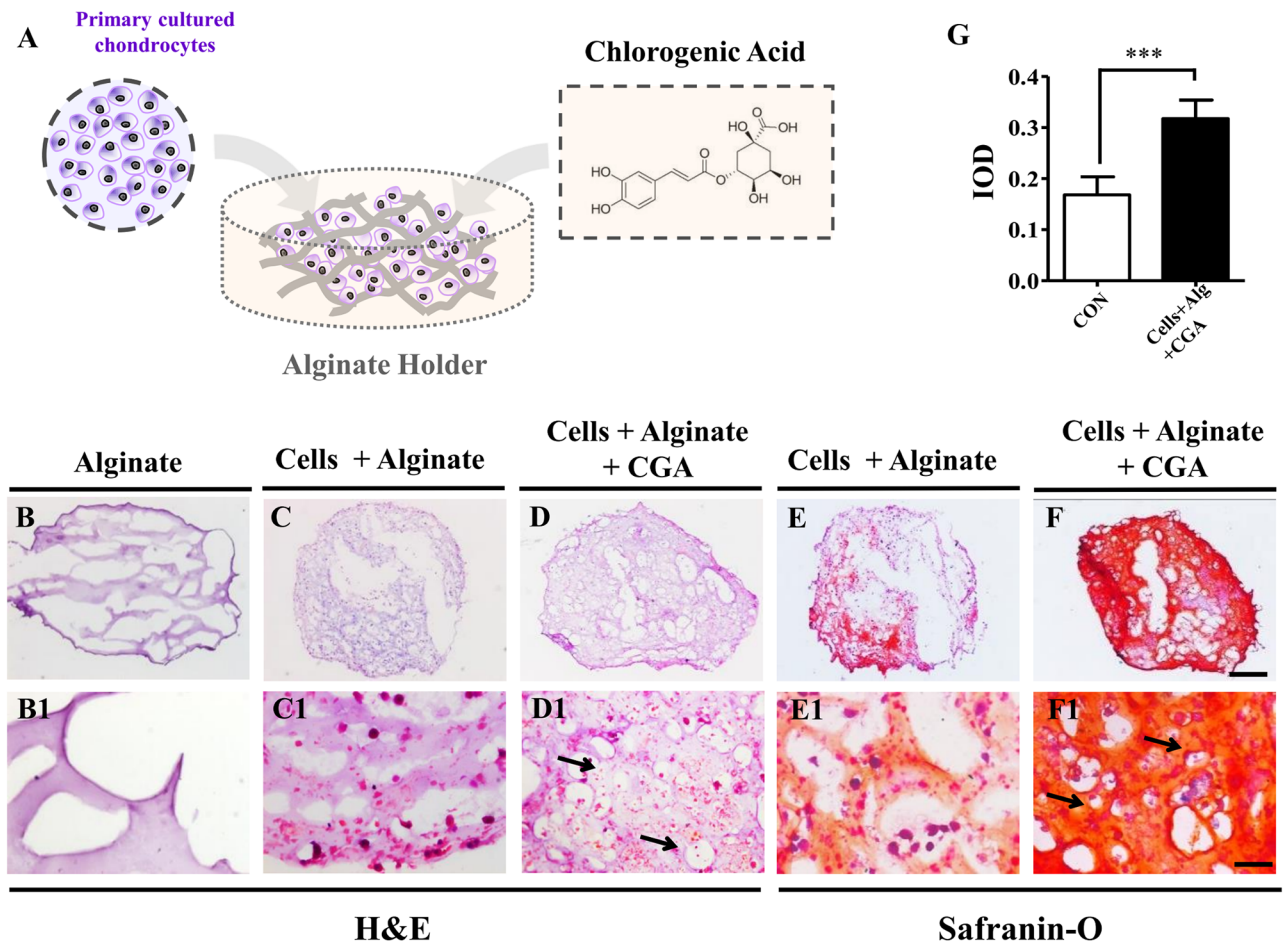 A
Primary cultured
chondrocytes
Chlorogenic Acid
HO
O
OH
HO
HO
O
O
OH
OH
Alginate Holder
G
***
0.4
0.3
0.2
0.1
0.0
IOD
CON
Cells+Alg
+CGA
Alginate
Cells + Alginate
Cells + Alginate
+ CGA
Cells + Alginate
Cells + Alginate
+ CGA
B
C
D
E
F
B1
C1
D1
E1
F1
H&E
Safranin-O